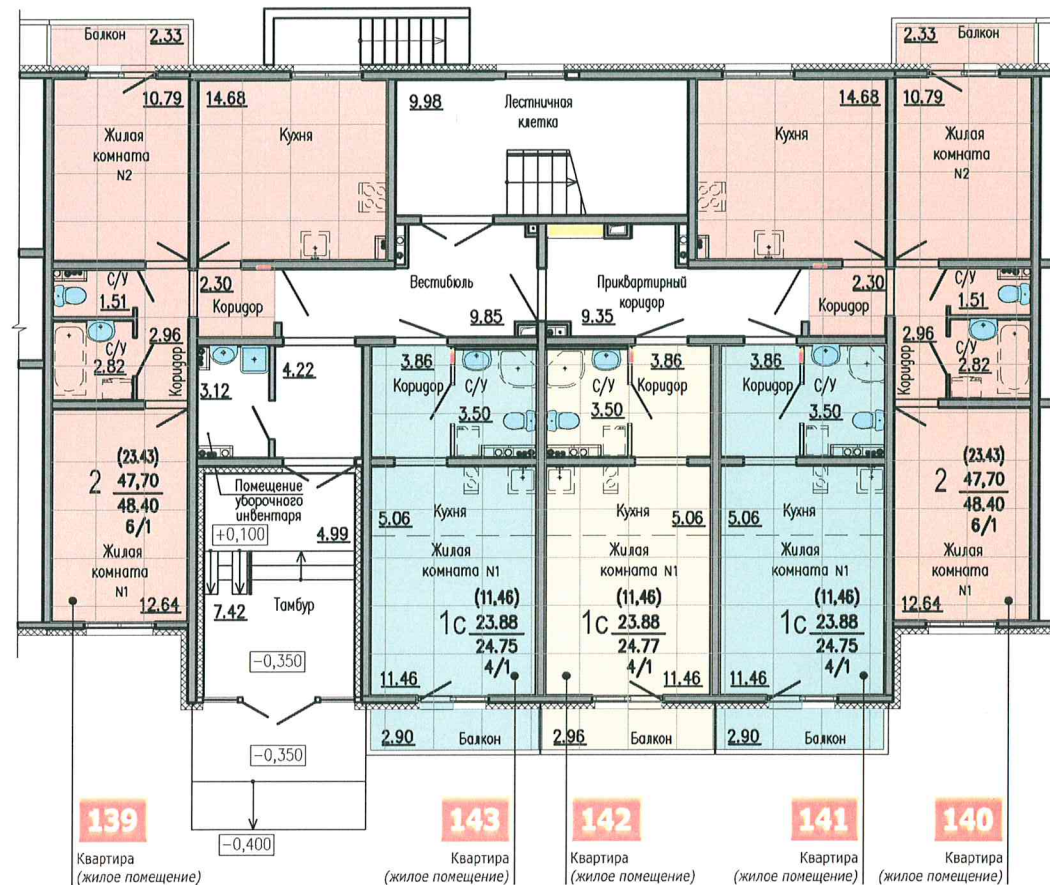 Балкон 2.33
2.33 Балкон
10.79
14.68
9.98
Лестничная
клетка
14.68
10.79
Жилая
комната
N2
Кухня
Кухня
Жилая
комната
N2
С/У
1.51
2.30
Коридор
Вестибюль
9.85
Приквартирный
коридор
9.35
2.30
Коридор
С/У
1.51
2.96
Коридор
С/У
2.82
3.12
4.22
3.86
Коридор
С/У
3.50
3.86
Коридор
С/У
3.50
3.86
Коридор
С/У
3.50
2.96
Коридор
С/У
2.82
2
(23.43)
47,70
48.40
6/1
Жилая
комната
N1
12.64
Помещение
уборочного
инвентаря
+0,100
4.99
7.42
Тамбур
-0,350
-0,350
-0,400
Кухня
5.06
Жилая
комната N1
1С
(11,46)
23.88
24.75
4/1
11.46
2.90 Балкон
Кухня
5.06
Жилая
комната N1
1С
(11,46)
23.88
24.77
4/1
11.46
2.96 Балкон
Кухня
5.06
Жилая
комната N1
1С
(11,46)
23.88
24.75
4/1
11.46
2.90 Балкон
2
(23.43)
47,70
48.40
6/1
Жилая
комната
N1
12.64
139
Квартира
(жилое помещение)
143
Квартира
(жилое помещение)
142
Квартира
(жилое помещение)
141
Квартира
(жилое помещение)
140
Квартира
(жилое помещение)